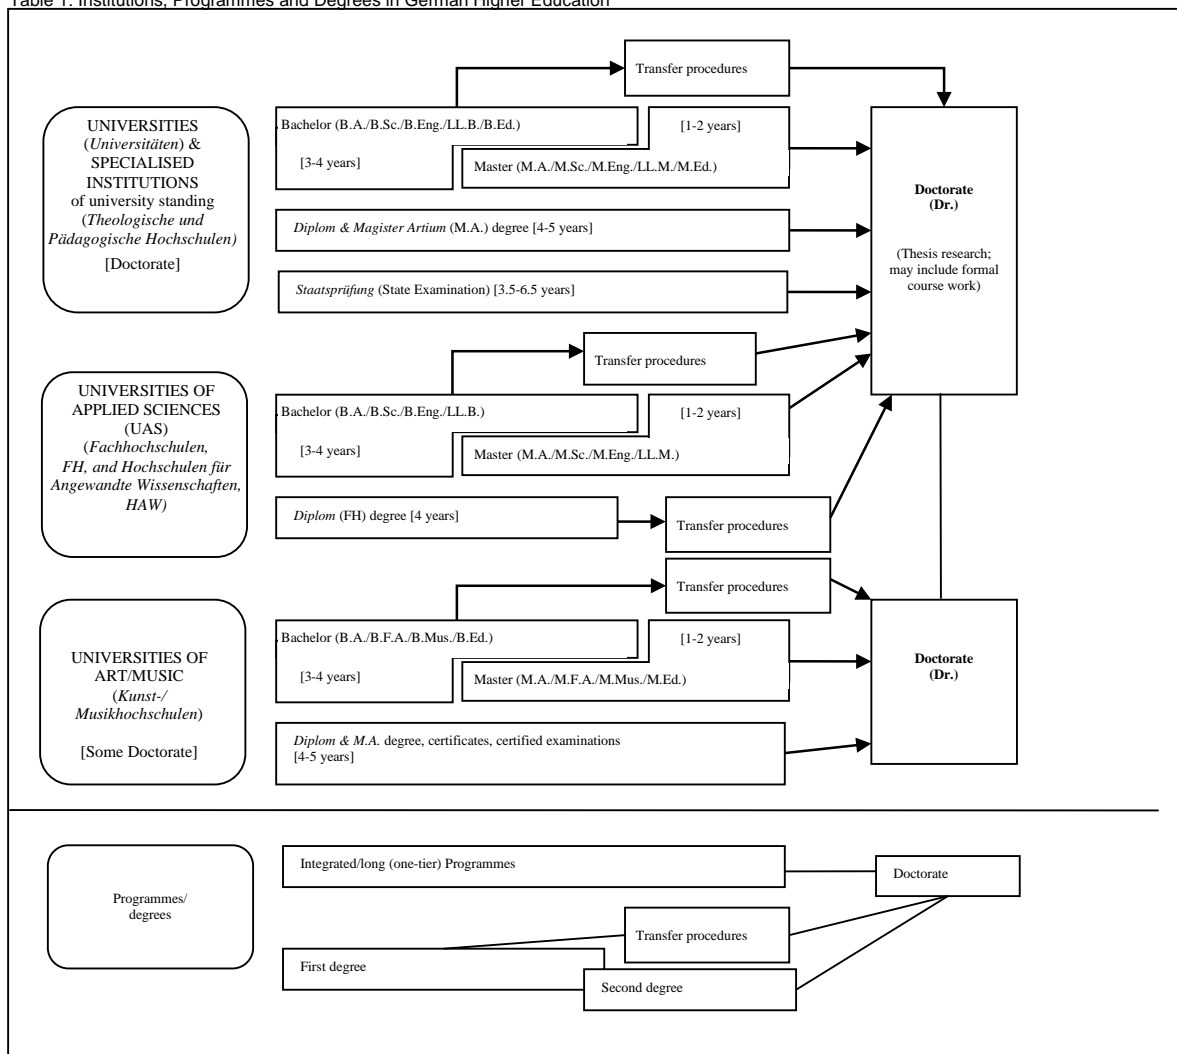 Table 1: Institutions, Programmes and Degrees in German Higher Education
Transfer procedures
UNIVERSITIES
(Universitäten) &
SPECIALISED
INSTITUTIONS
of university standing
(Theologische und
Pädagogische Hochschulen)
[Doctorate]
Bachelor (B.A./B.Sc./B.Eng./LL.B./B.Ed.)
[3-4 years]
[1-2 years]
Master (M.A./M.Sc./M.Eng./LL.M./M.Ed.)
Diplom & Magister Artium (M.A.) degree [4-5 years]
Staatsprüfung (State Examination) [3.5-6.5 years]
Doctorate
(Dr.)
(Thesis research;
may include formal
course work)
Transfer procedures
UNIVERSITIES OF
APPLIED SCIENCES
(UAS)
(Fachhochschulen,
FH, and Hochschulen für
Angewandte Wissenschaften,
HAW)
Bachelor (B.A./B.Sc./B.Eng./LL.B.)
[3-4 years]
[1-2 years]
Master (M.A./M.Sc./M.Eng./LL.M.)
Diplom (FH) degree [4 years]
Transfer procedures
Transfer procedures
UNIVERSITIES OF
ART/MUSIC
(Kunst-/
Musikhochschulen)
[Some Doctorate]
Bachelor (B.A./B.F.A./B.Mus./B.Ed.)
[3-4 years]
[1-2 years]
Master (M.A./M.F.A./M.Mus./M.Ed.)
Diplom & M.A. degree, certificates, certified examinations
[4-5 years]
Doctorate
(Dr.)
Programmes/
degrees
Integrated/long (one-tier) Programmes
Doctorate
Transfer procedures
First degree
Second degree